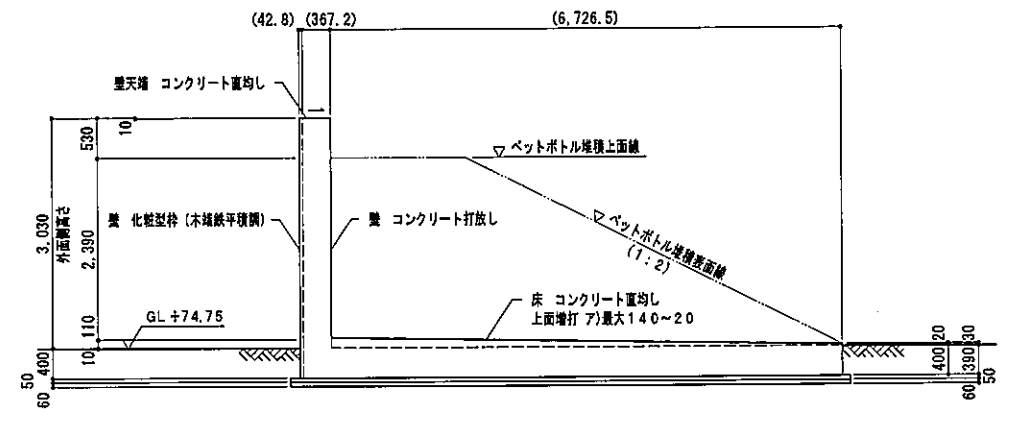 (42.8)
(367.2)
(6,726.5)
壁天端 コンクリート直均し
1
10
530
ペットボトル堆積上面線
壁 化粧型枠(木端鉄平積調)
壁 コンクリート打放し
ペットボトル堆積表面線
(1:2)
3,030
外面側高さ
2,390
床 コンクリート直均し
上面増打 ア)最大140~20
GL+74.75
110
10
400
50
60
20
30
400
390
50
60